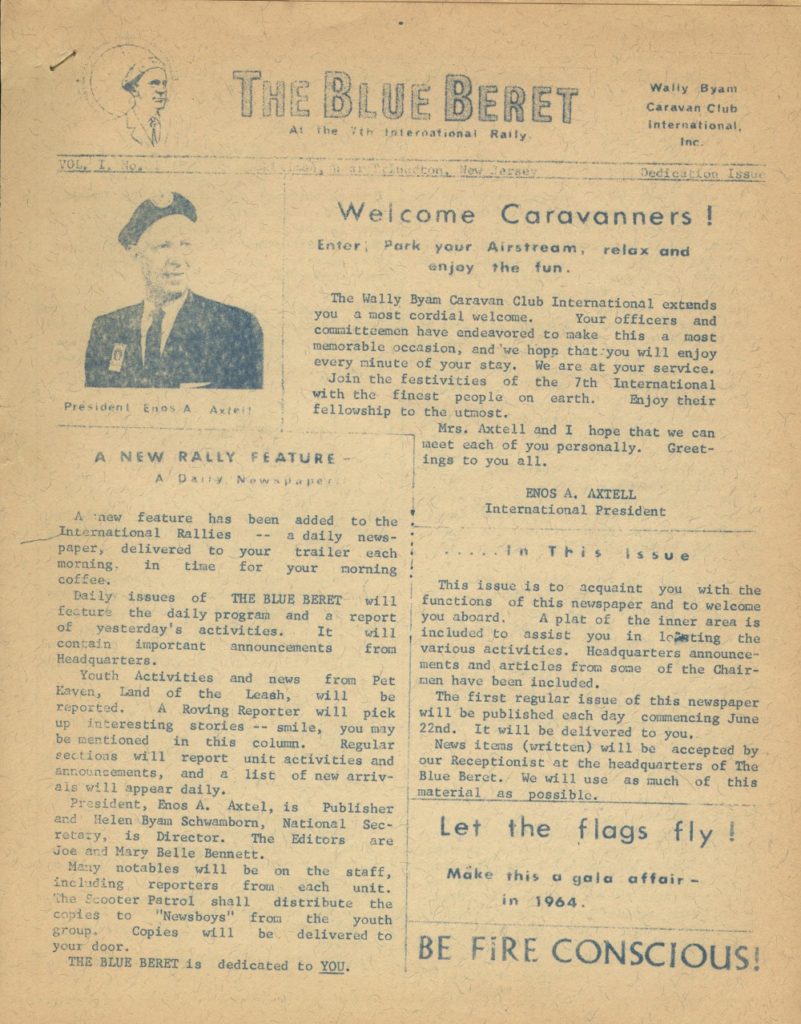 THE BLUE BERET
At The 7th International Rally
Wally Byam
Caravan Club
International,
Inc.
VOL. I. No.
Princeton, New Jersey
Dedication Issue
President Enos A. Axtell
Welcome Caravanners!
Enter, Park your Airstream, relax and
enjoy the fun.
The Wally Byam Caravan Club International extends
you a most cordial welcome. Your officers and
committeemen have endeavored to make this a most
memorable occasion, and we hopp that you will enjoy
every minute of your stay. We are at your service.
Join the festivities of the 7th International
with the finest people on earth. Enjoy their
fellowship to the utmost.
Mrs. Axtell and I hope that we can
meet each of you personally. Greet-
ings to you all.
ENOS A. AXTELL
International President
A NEW RALLY FEATURE -
A Daily Newspaper
A new feature has been added to the
International Rallies -- a daily news-
paper, delivered to your trailer each
morning. in time for your morning
coffee.
Daily issues of THE BLUE BERET will
feature the daily program and a report
of yesterday's activities. It will
contain important announcements from
Headquarters.
Youth Activities and news from Pet
Haven, Land of the Leash, will be
reported. A Roving Reporter will pick
up interesting stories -- smile, you may
be mentioned in this column. Regular
sections will report unit activities and
announcements, and a list of new arriv-
als will appear daily.
President, Enos A. Axtel, is Publisher
and Helen Byam Schwamborn, National Sec-
retary, is Director. The Editors are
Joe and Mary Belle Bennett.
Many notables will be on the staff,
including reporters from each unit.
The Scooter Patrol shall distribute the
copies to "Newsboys" from the youth
group. Copies will be delivered to
your door.
THE BLUE BERET is dedicated to YOU.
.....In This Issue
This issue is to acquaint you with the
functions of this newspaper and to welcome
you aboard. A plat of the inner area is
included to assist you in locating the
various activities. Headquarters announce-
ments and articles from some of the Chair-
men have been included.
The first regular issue of this newspaper
will be published each day commencing June
22nd. It will be delivered to you.
News items (written) will be accepted by
our Receptionist at the headquarters of The
Blue Beret. We will use as much of this
material as possible.
Let the flags fly!
Make this a gala affair -
in 1964.
BE FiRE CONSCIOUS!